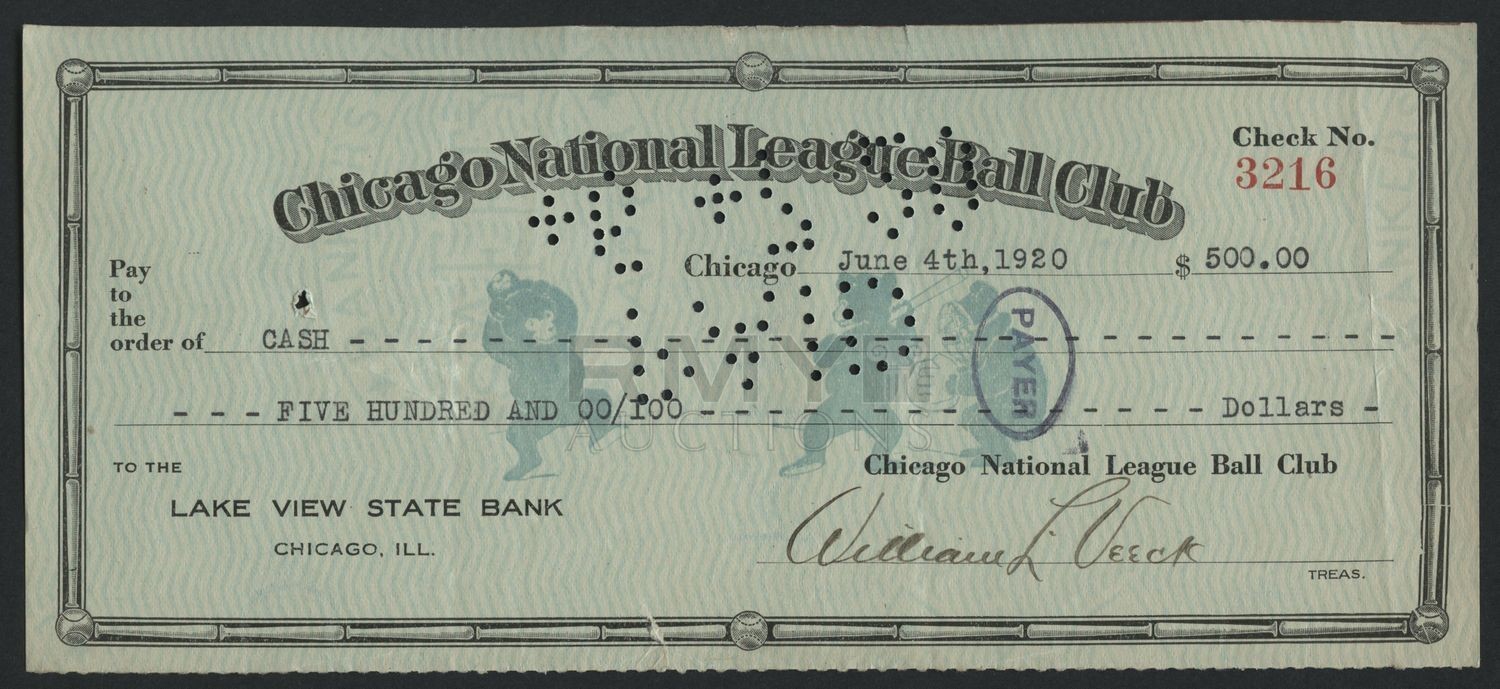 Chicago National League Ball Club
Check No.
3216
Chicago June 4th, 1920 $ 500.00
Pay
to
the
order of CASH - - - - - - - - - - - - - - - - - - - - - - - - - - - - - - - - - - - - - - -
PAYER
RMY AUCTIONS
- - - FIVE HUNDRED AND 00/100 - - - - - - - - - - - - - - - - - - Dollars -
TO THE
LAKE VIEW STATE BANK
CHICAGO, ILL.
Chicago National League Ball Club
William L. Veeck
TREAS.